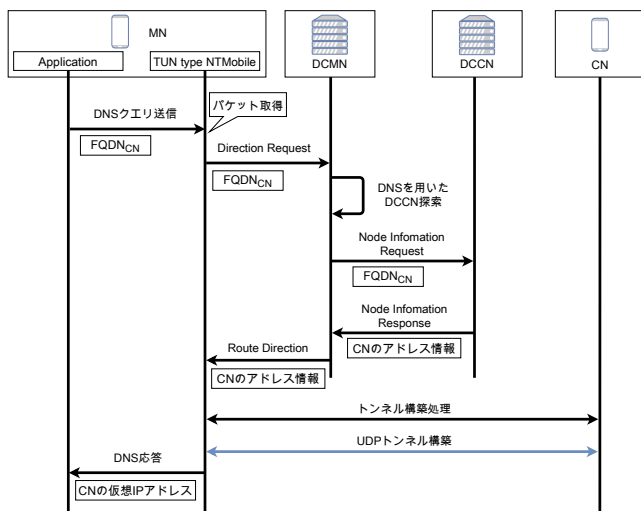 MN
Application
TUN type NTMobile
DCMN
DCCN
CN
DNSクエリ送信
パケット取得
FQDNCN
Direction Request
FQDNCN
DNSを用いた
DCCN探索
Node Infomation
Request
FQDNCN
Node Infomation
Response
CNのアドレス情報
Route Direction
CNのアドレス情報
トンネル構築処理
UDPトンネル構築
DNS応答
CNの仮想IPアドレス